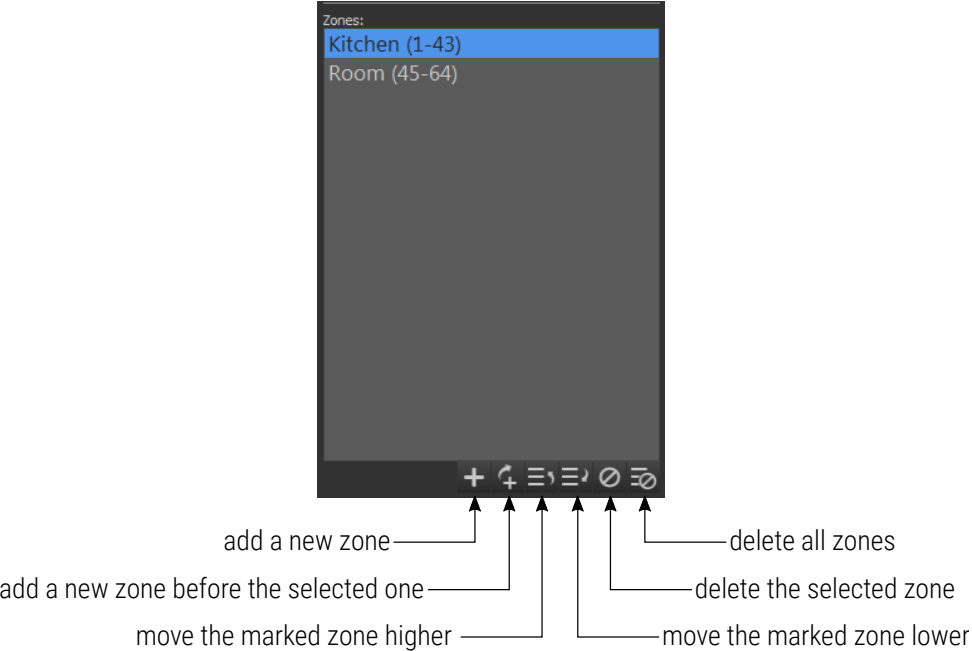 Zones:
Kitchen (1-43)
Room (45-64)
add a new zone
delete all zones
add a new zone before the selected one
delete the selected zone
move the marked zone higher
move the marked zone lower